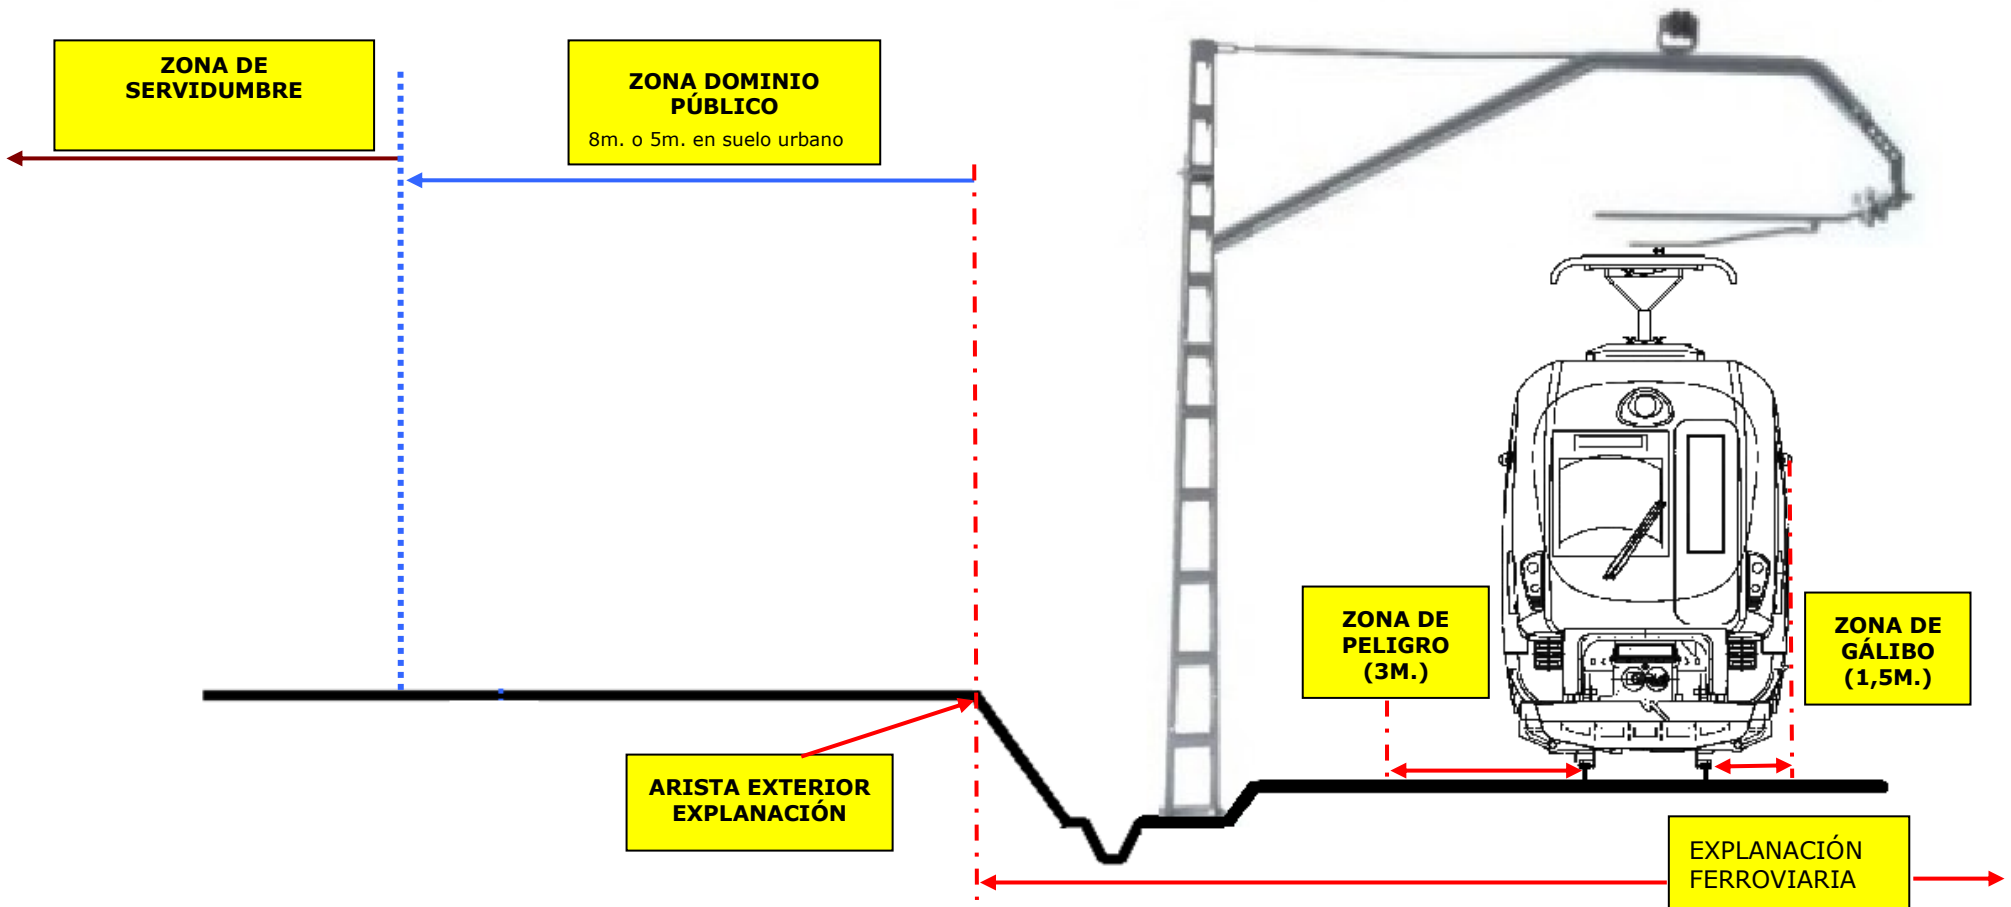 ZONA DE
SERVIDUMBRE
ZONA DOMINIO
PÚBLICO
8m. o 5m. en suelo urbano
ZONA DE
PELIGRO
(3M.)
ZONA DE
GÁLIBO
(1,5M.)
ARISTA EXTERIOR
EXPLANACIÓN
EXPLANACIÓN
FERROVIARIA